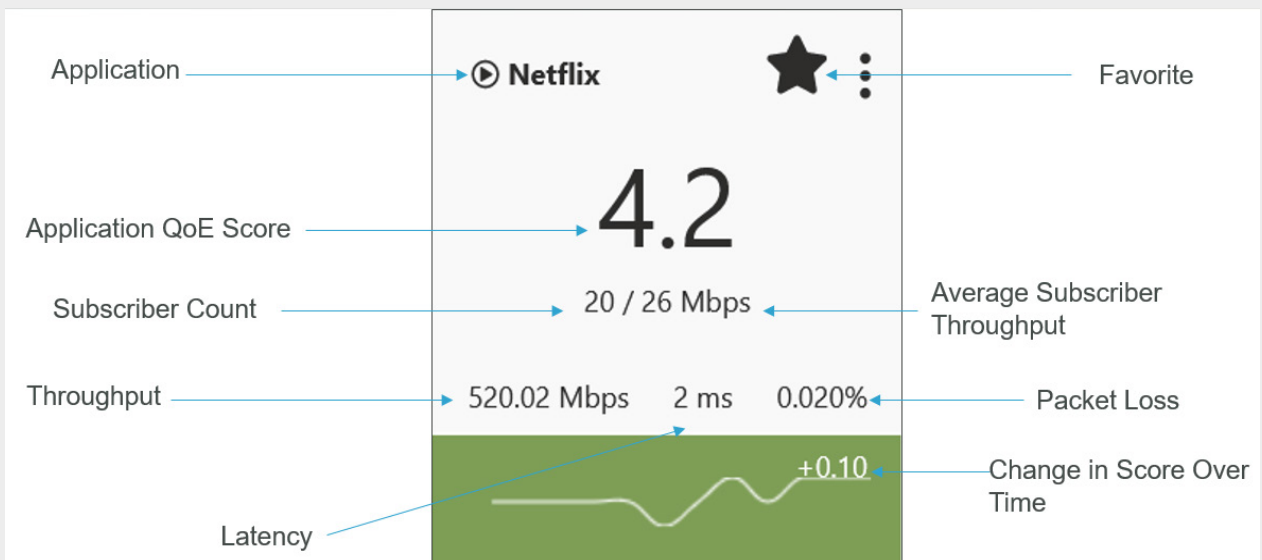 Application
Netflix
Favorite
4.2
Application QoE Score
Subscriber Count
20 / 26 Mbps
Average Subscriber
Throughput
Throughput
520.02 Mbps 2 ms 0.020%
Packet Loss
+0.10
Change in Score Over
Time
Latency